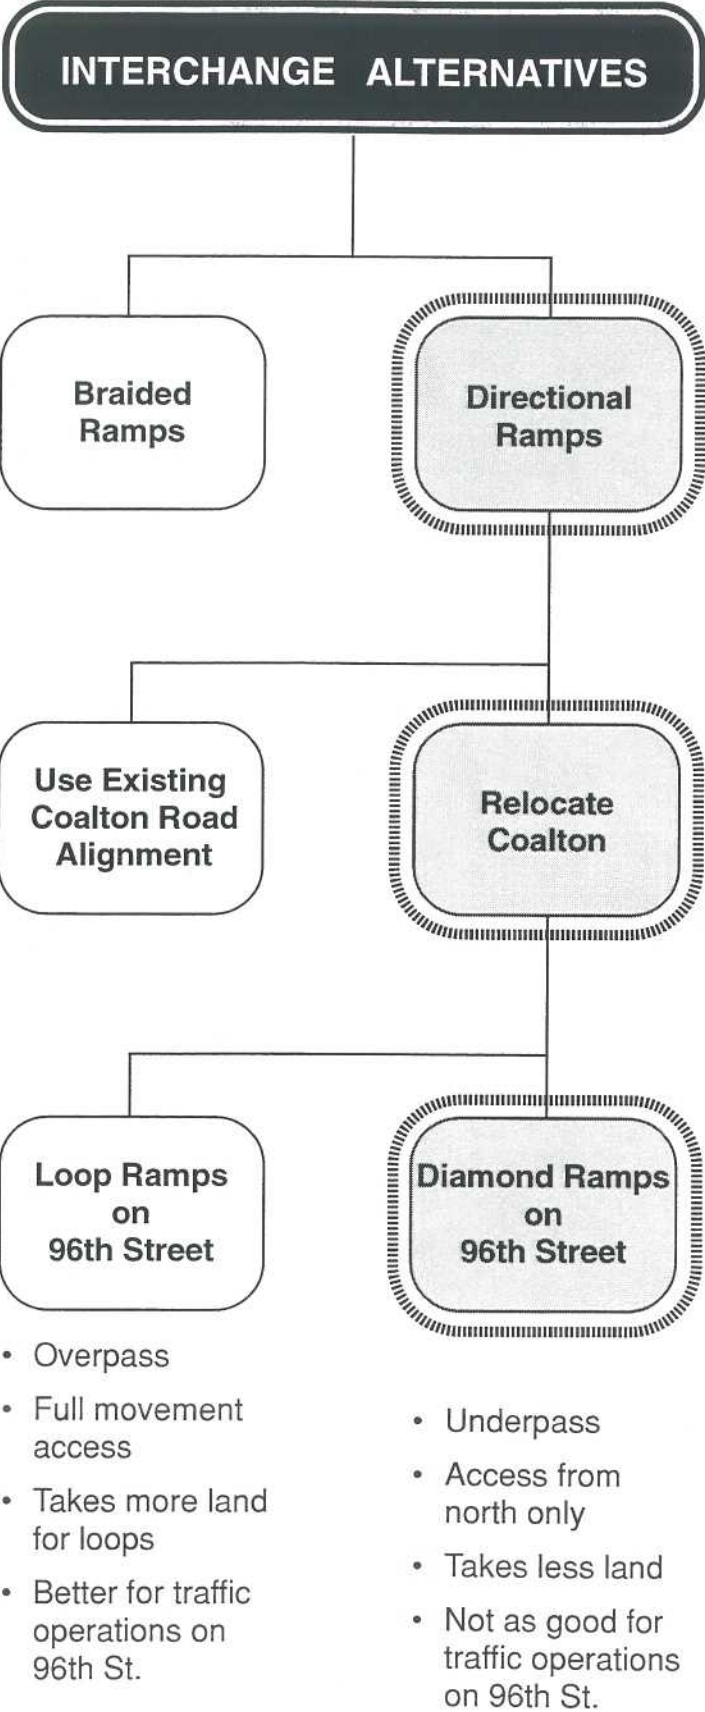 INTERCHANGE ALTERNATIVES
Braided
Ramps
Directional
Ramps
Use Existing
Coalton Road
Alignment
Relocate
Coalton
Loop Ramps
on
96th Street
Diamond Ramps
on
96th Street
• Overpass
• Full movement
access
• Takes more land
for loops
• Better for traffic
operations on
96th St.
• Underpass
• Access from
north only
• Takes less land
• Not as good for
traffic operations
on 96th St.